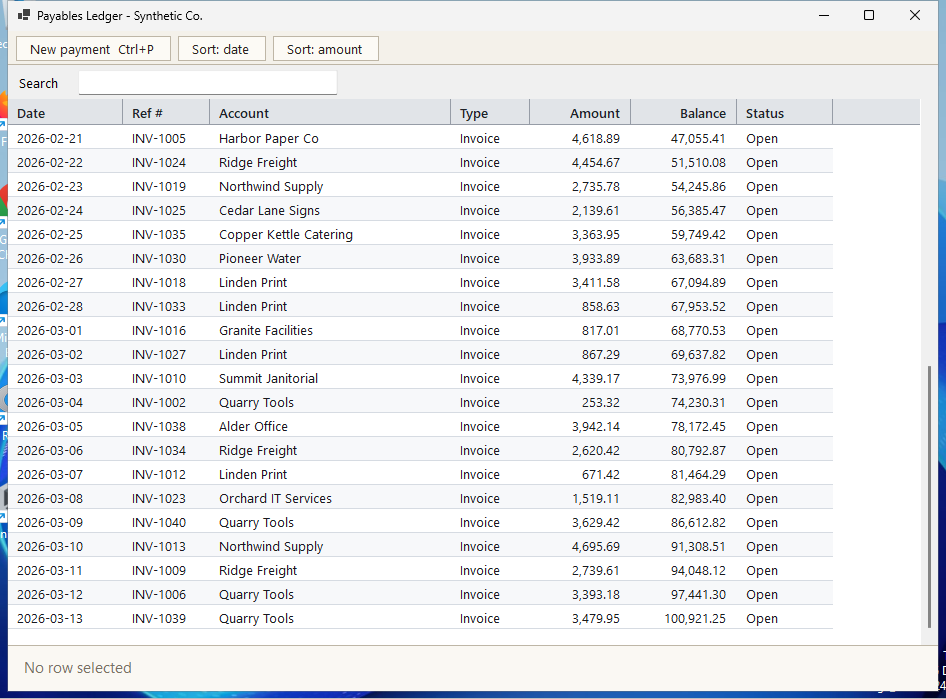 Payables Ledger - Synthetic Co.
New payment Ctrl+P Sort: date Sort: amount
Search
Date Ref # Account Type Amount Balance Status
2026-02-21 INV-1005 Harbor Paper Co Invoice 4,618.89 47,055.41 Open
2026-02-22 INV-1024 Ridge Freight Invoice 4,454.67 51,510.08 Open
2026-02-23 INV-1019 Northwind Supply Invoice 2,735.78 54,245.86 Open
2026-02-24 INV-1025 Cedar Lane Signs Invoice 2,139.61 56,385.47 Open
2026-02-25 INV-1035 Copper Kettle Catering Invoice 3,363.95 59,749.42 Open
2026-02-26 INV-1030 Pioneer Water Invoice 3,933.89 63,683.31 Open
2026-02-27 INV-1018 Linden Print Invoice 3,411.58 67,094.89 Open
2026-02-28 INV-1033 Linden Print Invoice 858.63 67,953.52 Open
2026-03-01 INV-1016 Granite Facilities Invoice 817.01 68,770.53 Open
2026-03-02 INV-1027 Linden Print Invoice 867.29 69,637.82 Open
2026-03-03 INV-1010 Summit Janitorial Invoice 4,339.17 73,976.99 Open
2026-03-04 INV-1002 Quarry Tools Invoice 253.32 74,230.31 Open
2026-03-05 INV-1038 Alder Office Invoice 3,942.14 78,172.45 Open
2026-03-06 INV-1034 Ridge Freight Invoice 2,620.42 80,792.87 Open
2026-03-07 INV-1012 Linden Print Invoice 671.42 81,464.29 Open
2026-03-08 INV-1023 Orchard IT Services Invoice 1,519.11 82,983.40 Open
2026-03-09 INV-1040 Quarry Tools Invoice 3,629.42 86,612.82 Open
2026-03-10 INV-1013 Northwind Supply Invoice 4,695.69 91,308.51 Open
2026-03-11 INV-1009 Ridge Freight Invoice 2,739.61 94,048.12 Open
2026-03-12 INV-1006 Quarry Tools Invoice 3,393.18 97,441.30 Open
2026-03-13 INV-1039 Quarry Tools Invoice 3,479.95 100,921.25 Open
No row selected